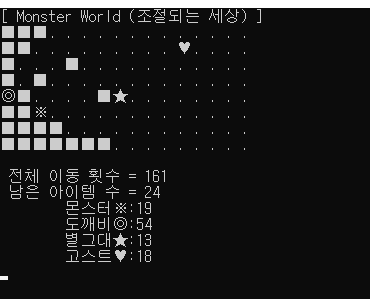 [ Monster World (조절되는 세상) ]
■■■ . . . . . . . . . . . . .
■■ . . . . . . . . . ♥ . . . .
■ . . . ■ . . . . . . . . . . .
■ . ■ . . . . . . . . . . . . .
◎■ . . . . ■★ . . . . . . . .
■■※ . . . . . . . . . . . . .
■■■■ . . . . . . . . . . . .
■■■■■■■ . . . . . . . . .
전체 이동 횟수 = 161
남은 아이템 수 = 24
몬스터※:19
도깨비◎:54
별그대★:13
고스트♥:18